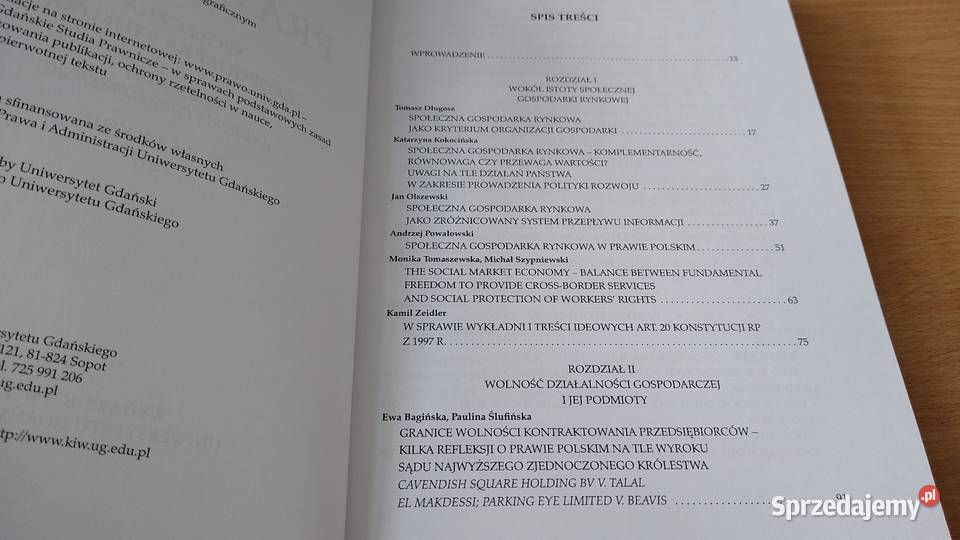 graficznym
macje na stronie internetowej: www.prawo.univ.gda.pl –
Gdańskie Studia Prawnicze – w sprawach podstawowych zasad
publikacji, ochrony rzetelności w nauce,
pierwotnej tekstu
sfinansowana ze środków własnych
Prawa i Administracji Uniwersytetu Gdańskiego
by Uniwersytet Gdański
o Uniwersytetu Gdańskiego
Uniwersytetu Gdańskiego
121, 81-824 Sopot
l. 725 991 206
ug.edu.pl
http://www.kiw.ug.edu.pl
SPIS TREŚCI
WPROWADZENIE ........ 13
ROZDZIAŁ I
WOKÓŁ ISTOTY SPOŁECZNEJ
GOSPODARKI RYNKOWEJ
Tomasz Długosz
SPOŁECZNA GOSPODARKA RYNKOWA
JAKO KRYTERIUM ORGANIZACJI GOSPODARKI ........ 17
Katarzyna Kokocińska
SPOŁECZNA GOSPODARKA RYNKOWA – KOMPLEMENTARNOŚĆ,
RÓWNOWAGA CZY PRZEWAGA WARTOŚCI?
UWAGI NA TLE DZIAŁAŃ PAŃSTWA
W ZAKRESIE PROWADZENIA POLITYKI ROZWOJU ........ 27
Jan Olszewski
SPOŁECZNA GOSPODARKA RYNKOWA
JAKO ZRÓŻNICOWANY SYSTEM PRZEPŁYWU INFORMACJI ........ 37
Andrzej Powałowski
SPOŁECZNA GOSPODARKA RYNKOWA W PRAWIE POLSKIM ........ 51
Monika Tomaszewska, Michał Szypniewski
THE SOCIAL MARKET ECONOMY – BALANCE BETWEEN FUNDAMENTAL
FREEDOM TO PROVIDE CROSS-BORDER SERVICES
AND SOCIAL PROTECTION OF WORKERS' RIGHTS ........ 63
Kamil Zeidler
W SPRAWIE WYKŁADNI I TREŚCI IDEOWYCH ART. 20 KONSTYTUCJI RP
Z 1997 R. ........ 75
ROZDZIAŁ II
WOLNOŚĆ DZIAŁALNOŚCI GOSPODARCZEJ
I JEJ PODMIOTY
Ewa Bagińska, Paulina Ślufińska
GRANICE WOLNOŚCI KONTRAKTOWANIA PRZEDSIĘBIORCÓW –
KILKA REFLEKSJI O PRAWIE POLSKIM NA TLE WYROKU
SĄDU NAJWYŻSZEGO ZJEDNOCZONEGO KRÓLESTWA
CAVENDISH SQUARE HOLDING BV V. TALAL
EL MAKDESSI; PARKING EYE LIMITED V. BEAVIS ........ 91
Sprzedajemy.pl